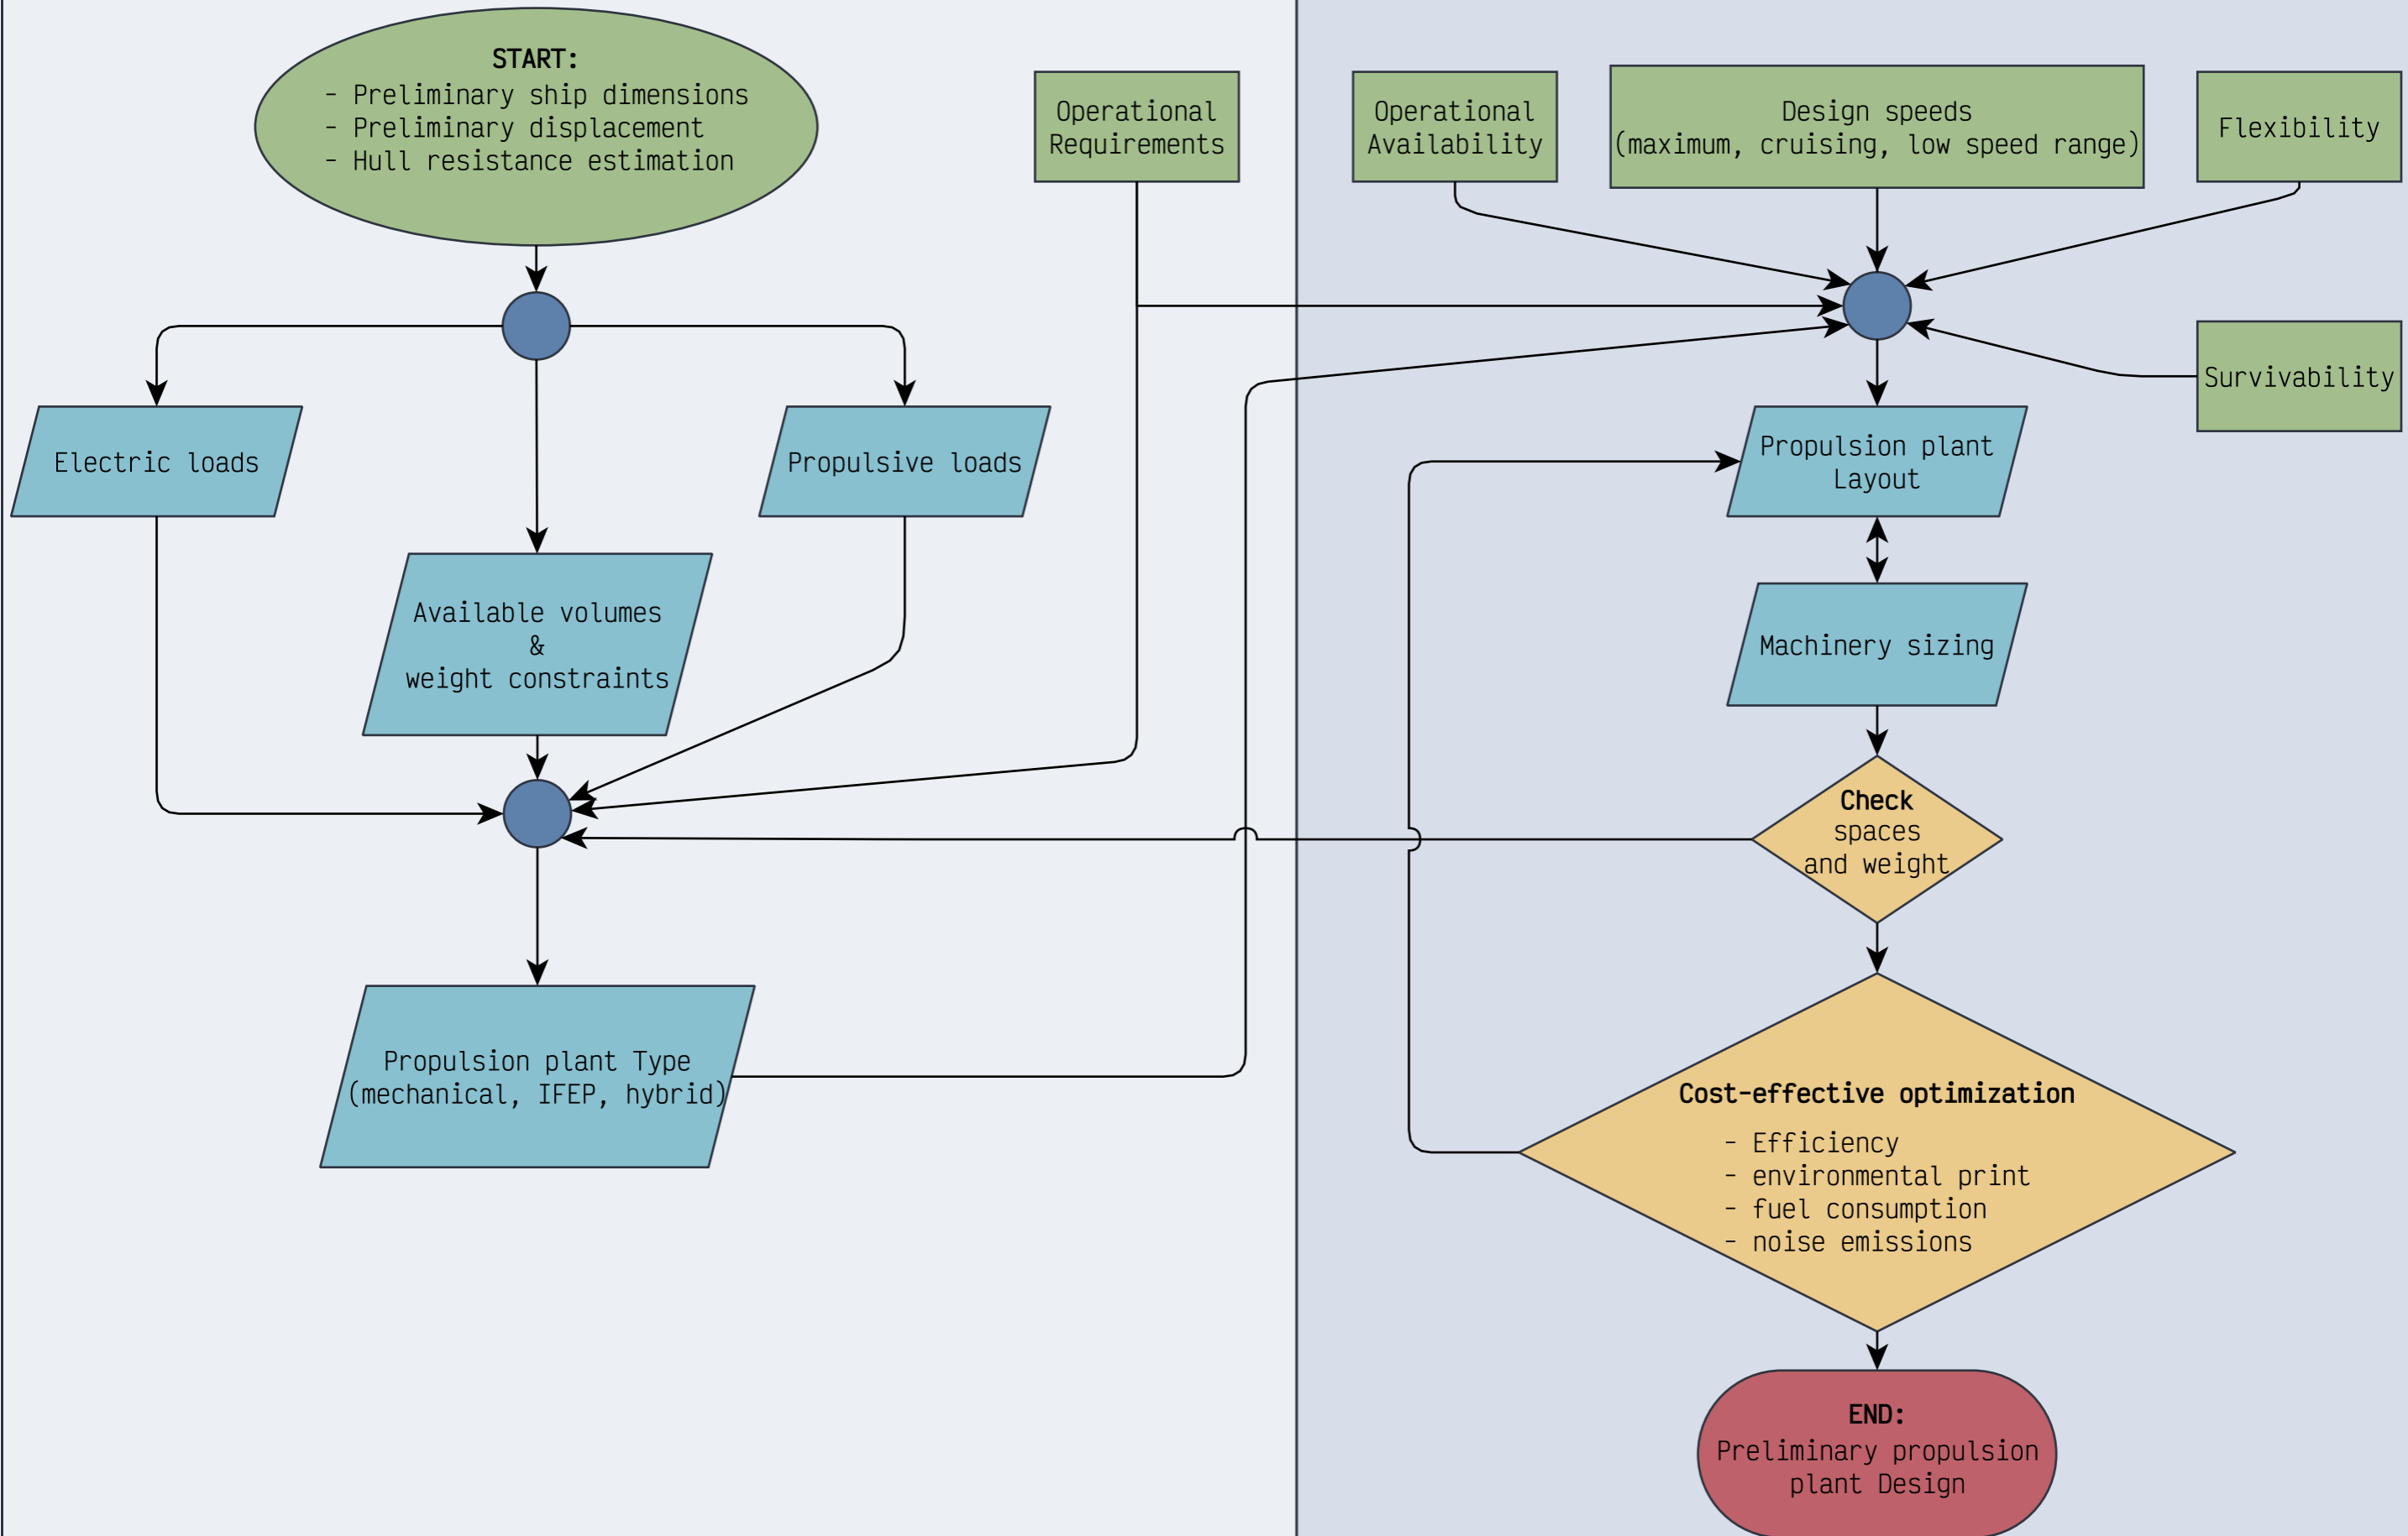 START:
- Preliminary ship dimensions
- Preliminary displacement
- Hull resistance estimation
Operational
Requirements
Operational
Availability
Design speeds
(maximum, cruising, low speed range)
Flexibility
Survivability
Electric loads
Propulsive loads
Propulsion plant
Layout
Available volumes
&
weight constraints
Machinery sizing
Check
spaces
and weight
Propulsion plant Type
(mechanical, IFEP, hybrid)
Cost-effective optimization
- Efficiency
- environmental print
- fuel consumption
- noise emissions
END:
Preliminary propulsion
plant Design